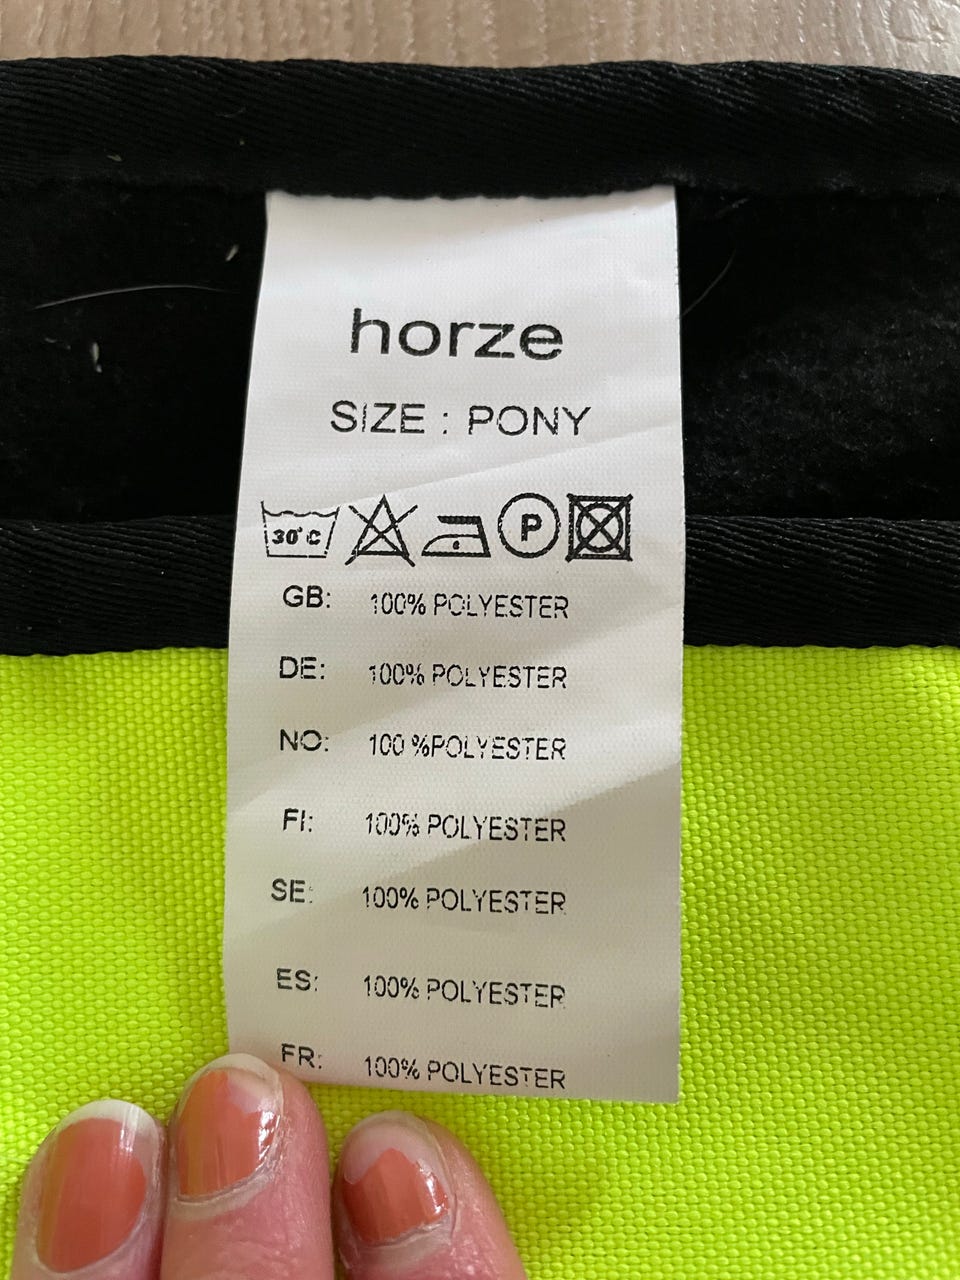 horze
SIZE : PONY
30°C P
GB: 100% POLYESTER
DE: 100% POLYESTER
NO: 100 %POLYESTER
FI: 100% POLYESTER
SE: 100% POLYESTER
ES: 100% POLYESTER
FR: 100% POLYESTER